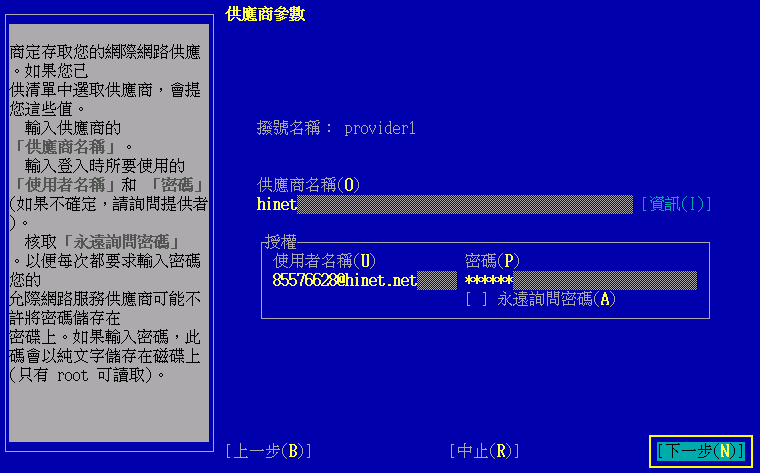 供應商參數
商定存取您的網際網路供應
。如果您已
供清單中選取供應商，會提
您這些值。
輸入供應商的
「供應商名稱」。
輸入登入時所要使用的
「使用者名稱」和 「密碼」
(如果不確定，請詢問提供者
)。
核取「永遠詢問密碼」
。以便每次都要求輸入密碼
您的
允際網路服務供應商可能不
許將密碼儲存在
密碟上。如果輸入密碼，此
碼會以純文字儲存在磁碟上
(只有 root 可讀取)。
撥號名稱： provider1
供應商名稱(O)
hinet [資訊(I)]
授權
使用者名稱(U) 密碼(P)
85576628@hinet.net ******
[ ] 永遠詢問密碼(A)
[上一步(B)] [中止(R)] [下一步(N)]